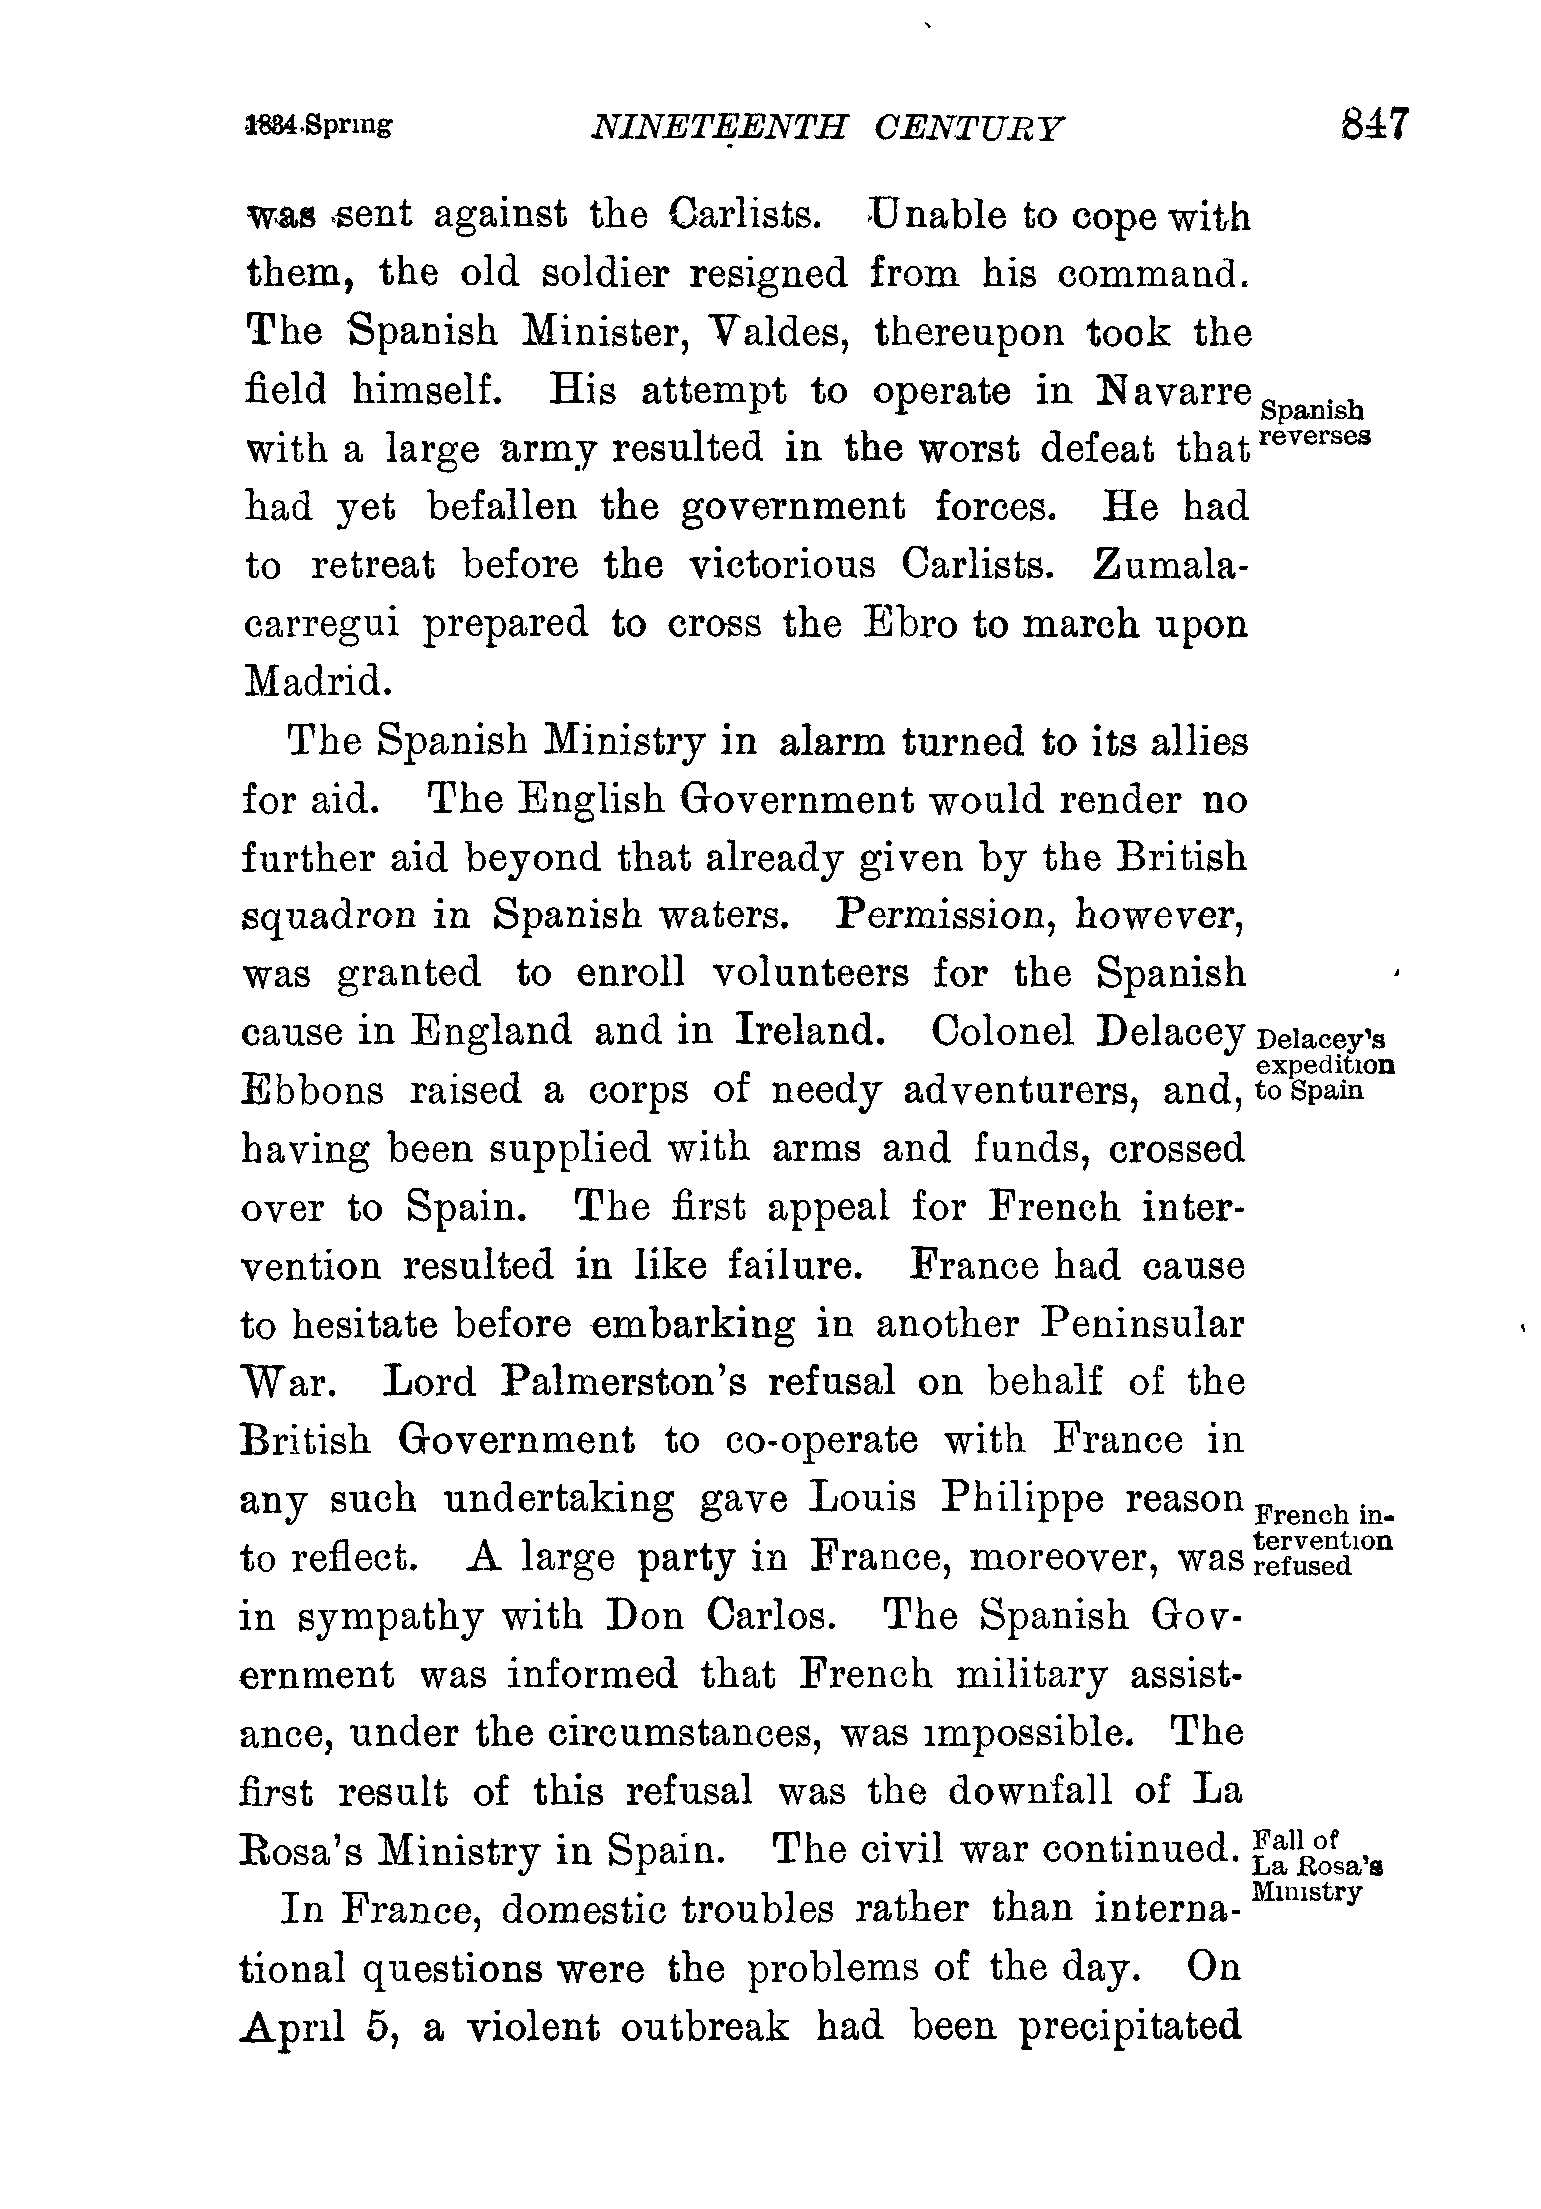 1834.Spring NINETEENTH CENTURY 847
was sent against the Carlists. Unable to cope with
them, the old soldier resigned from his command.
The Spanish Minister, Valdes, thereupon took the
field himself. His attempt to operate in Navarre
Spanish
with a large army resulted in the worst defeat that
reverses
had yet befallen the government forces. He had
to retreat before the victorious Carlists. Zumala-
carregui prepared to cross the Ebro to march upon
Madrid.
The Spanish Ministry in alarm turned to its allies
for aid. The English Government would render no
further aid beyond that already given by the British
squadron in Spanish waters. Permission, however,
was granted to enroll volunteers for the Spanish
cause in England and in Ireland. Colonel Delacey
Delacey's
expedition
Ebbons raised a corps of needy adventurers, and,
to Spain
having been supplied with arms and funds, crossed
over to Spain. The first appeal for French inter-
vention resulted in like failure. France had cause
to hesitate before embarking in another Peninsular
War. Lord Palmerston's refusal on behalf of the
British Government to co-operate with France in
any such undertaking gave Louis Philippe reason
French in-
tervention
to reflect. A large party in France, moreover, was
refused
in sympathy with Don Carlos. The Spanish Gov-
ernment was informed that French military assist-
ance, under the circumstances, was impossible. The
first result of this refusal was the downfall of La
Rosa's Ministry in Spain. The civil war continued.
Fall of
La Rosa's
Ministry
In France, domestic troubles rather than interna-
tional questions were the problems of the day. On
April 5, a violent outbreak had been precipitated